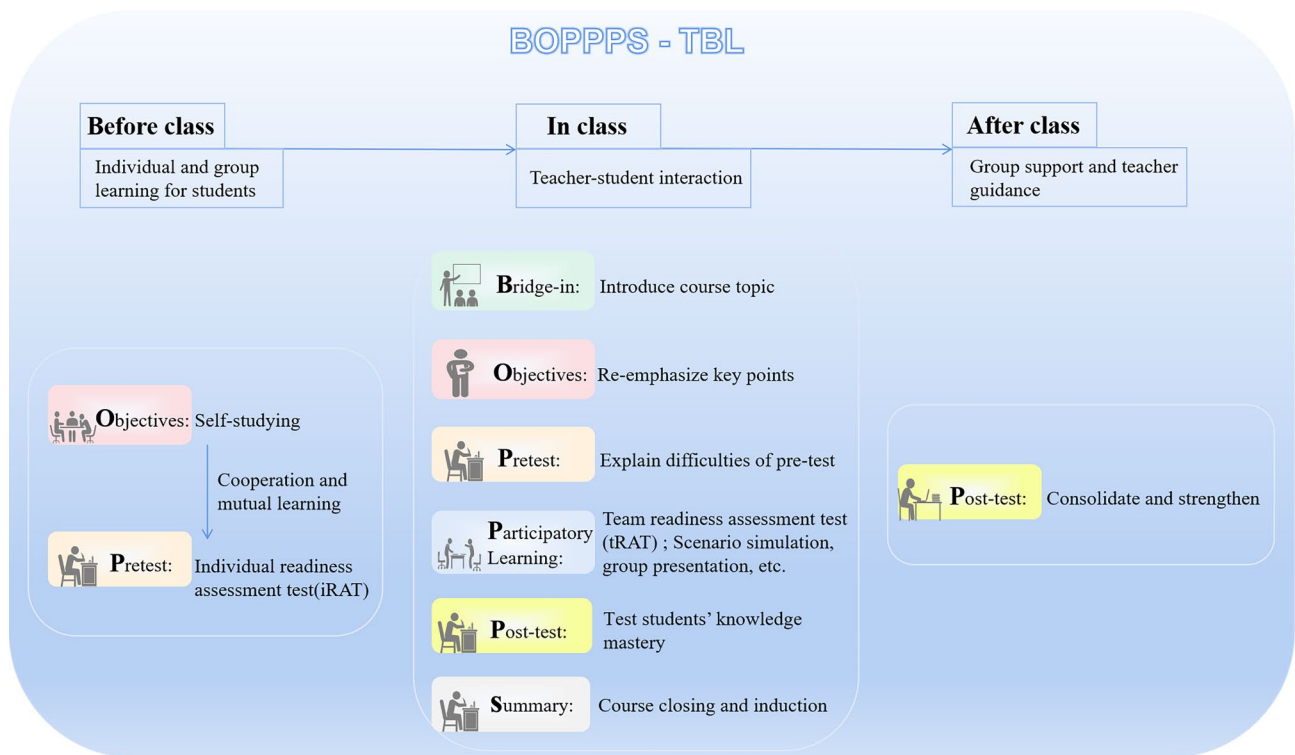 BOPPPS - TBL
Before class
Individual and group
learning for students
In class
Teacher-student interaction
After class
Group support and teacher
guidance
Objectives: Self-studying
Cooperation and
mutual learning
Pretest: Individual readiness
assessment test(iRAT)
Bridge-in: Introduce course topic
Objectives: Re-emphasize key points
Pretest: Explain difficulties of pre-test
Participatory
Learning:
Team readiness assessment test
(tRAT) ; Scenario simulation,
group presentation, etc.
Post-test: Test students’ knowledge
mastery
Summary: Course closing and induction
Post-test: Consolidate and strengthen